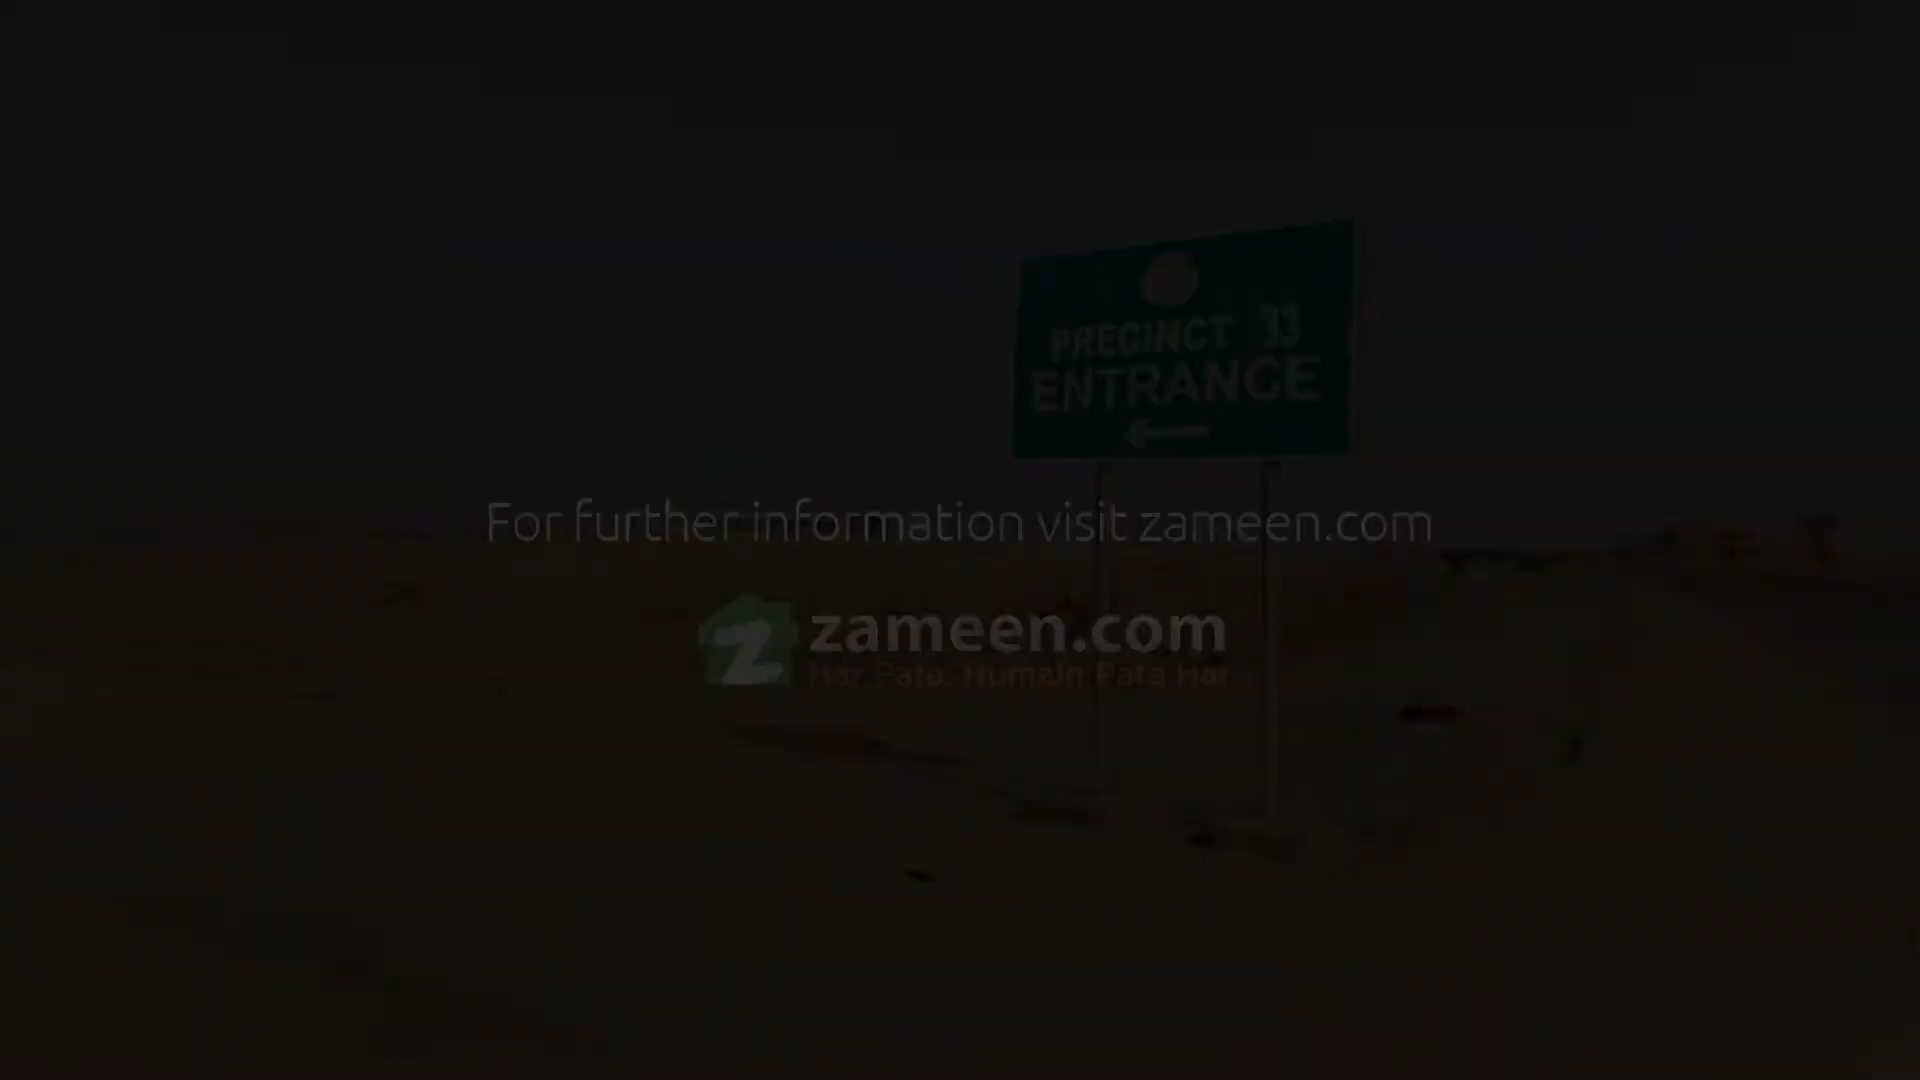 PRECINCT 33
ENTRANCE
For further information visit zameen.com
zameen.com
Har Pata, Humain Pata Hai